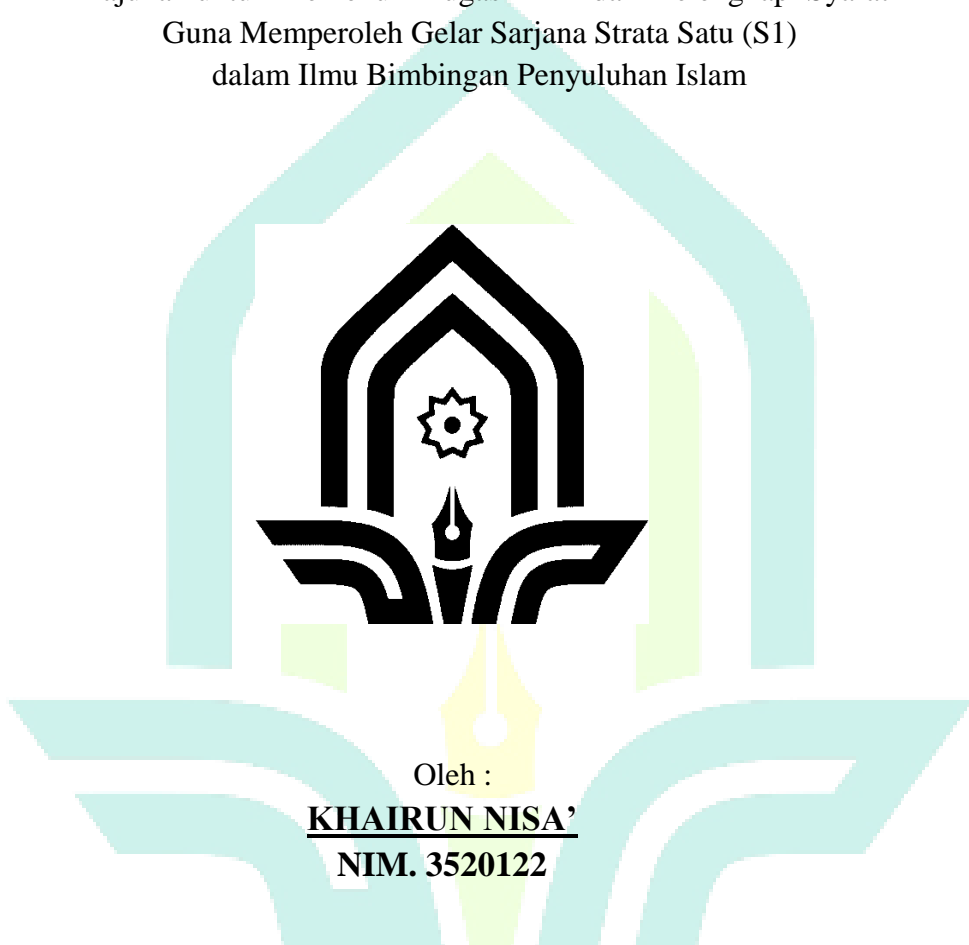 Guna Memperoleh Gelar Sarjana Strata Satu (S1)
dalam Ilmu Bimbingan Penyuluhan Islam
Oleh :
KHAIRUN NISA’
NIM. 3520122